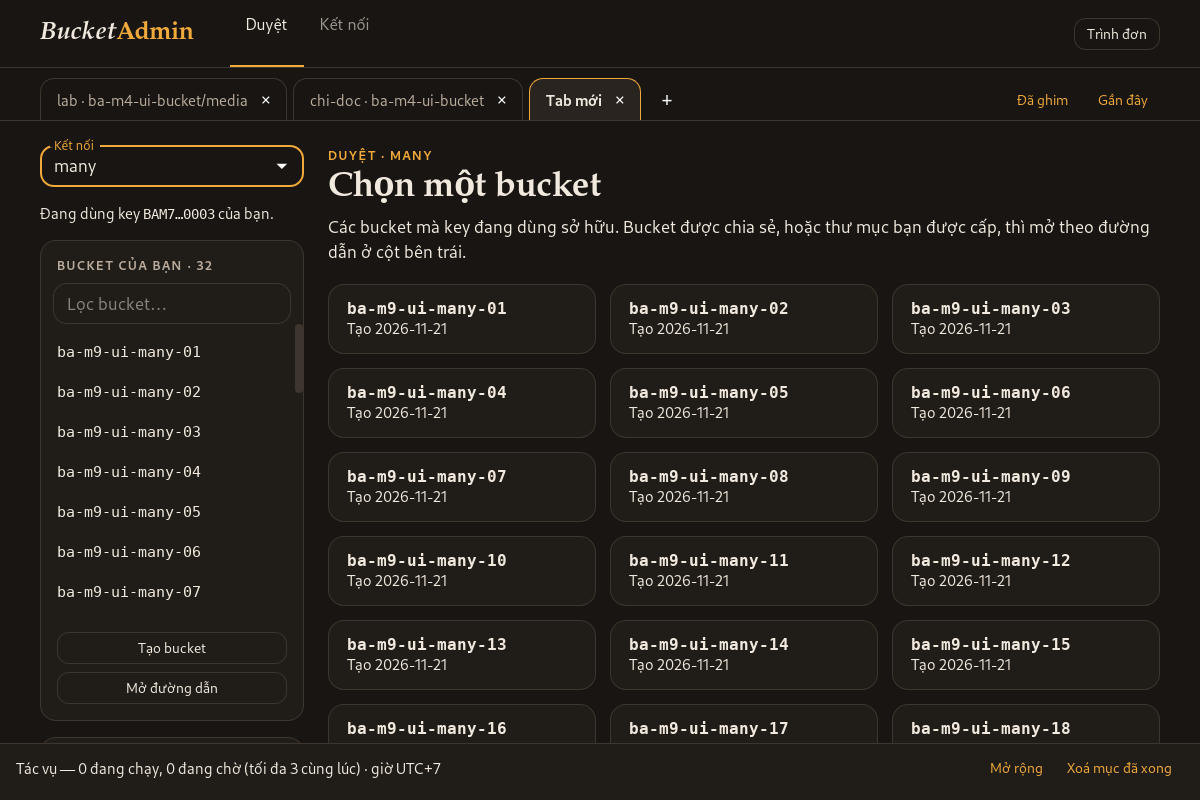 BucketAdmin
Duyệt
Kết nối
Trình đơn
lab · ba-m4-ui-bucket/media ×
chi-doc · ba-m4-ui-bucket ×
Tab mới ×
+
Đã ghim
Gần đây
Kết nối
many
Đang dùng key BAM7…0003 của bạn.
BUCKET CỦA BẠN · 32
Lọc bucket…
ba-m9-ui-many-01
ba-m9-ui-many-02
ba-m9-ui-many-03
ba-m9-ui-many-04
ba-m9-ui-many-05
ba-m9-ui-many-06
ba-m9-ui-many-07
Tạo bucket
Mở đường dẫn
DUYỆT · MANY
Chọn một bucket
Các bucket mà key đang dùng sở hữu. Bucket được chia sẻ, hoặc thư mục bạn được cấp, thì mở theo đường
dẫn ở cột bên trái.
ba-m9-ui-many-01
Tạo 2026-11-21
ba-m9-ui-many-02
Tạo 2026-11-21
ba-m9-ui-many-03
Tạo 2026-11-21
ba-m9-ui-many-04
Tạo 2026-11-21
ba-m9-ui-many-05
Tạo 2026-11-21
ba-m9-ui-many-06
Tạo 2026-11-21
ba-m9-ui-many-07
Tạo 2026-11-21
ba-m9-ui-many-08
Tạo 2026-11-21
ba-m9-ui-many-09
Tạo 2026-11-21
ba-m9-ui-many-10
Tạo 2026-11-21
ba-m9-ui-many-11
Tạo 2026-11-21
ba-m9-ui-many-12
Tạo 2026-11-21
ba-m9-ui-many-13
Tạo 2026-11-21
ba-m9-ui-many-14
Tạo 2026-11-21
ba-m9-ui-many-15
Tạo 2026-11-21
ba-m9-ui-many-16
ba-m9-ui-many-17
ba-m9-ui-many-18
Tác vụ — 0 đang chạy, 0 đang chờ (tối đa 3 cùng lúc) · giờ UTC+7
Mở rộng
Xoá mục đã xong